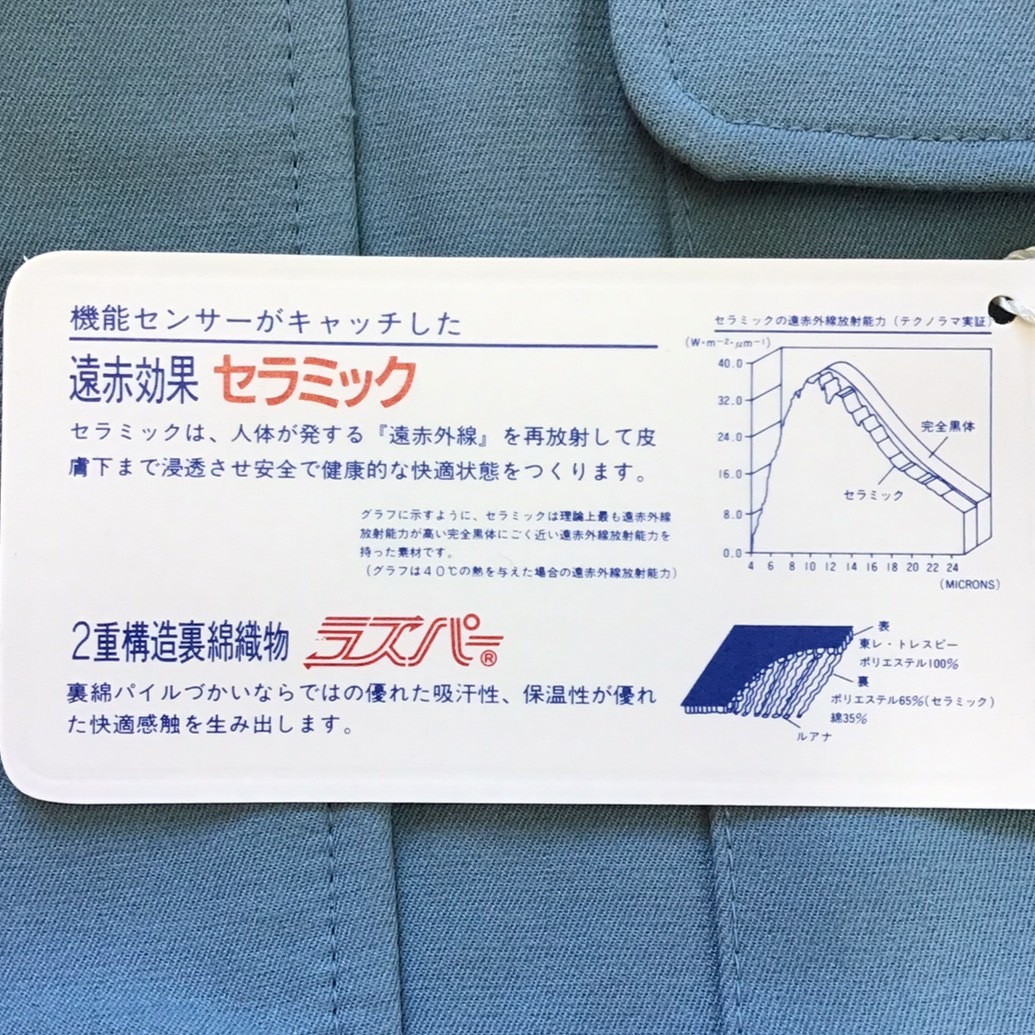 機能センサーがキャッチした
遠赤効果 セラミック
セラミックは、人体が発する『遠赤外線』を再放射して皮
膚下まで浸透させ安全で健康的な快適状態をつくります。
グラフに示すように、セラミックは理論上最も遠赤外線
放射能力が高い完全黒体にごく近い遠赤外線放射能力を
持った素材です。
(グラフは40℃の熱を与えた場合の遠赤外線放射能力)
セラミックの遠赤外線放射能力(テクノラマ実証)
(W・m⁻²・μm⁻¹)
40.0
32.0
24.0
16.0
8.0
0.0
完全黒体
セラミック
4 6 8 10 12 14 16 18 20 22 24
(MICRONS)
2重構造裏綿織物 ラスパー®
裏綿パイルづかいならではの優れた吸汗性、保温性が優れ
た快適感触を生み出します。
表
東レ・トレスピー
ポリエステル100%
裏
ポリエステル65%(セラミック)
綿35%
ルアナ